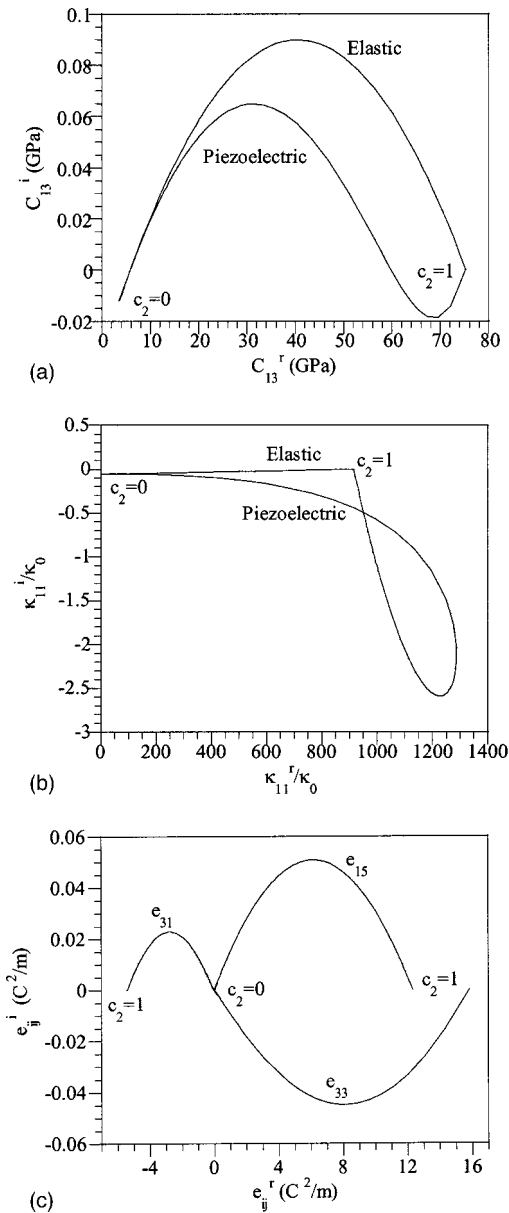 0.1
0.08
0.06
0.04
0.02
0
-0.02
C₁₃ⁱ (GPa)
Elastic
Piezoelectric
c₂=0
c₂=1
0 10 20 30 40 50 60 70 80
C₁₃ʳ (GPa)
(a)
0.5
0
-0.5
-1
-1.5
-2
-2.5
-3
κ₁₁ⁱ/κ₀
Elastic
c₂=1
c₂=0
Piezoelectric
0 200 400 600 800 1000 1200 1400
κ₁₁ʳ/κ₀
(b)
0.06
0.04
0.02
0
-0.02
-0.04
-0.06
eᵢⱼⁱ (C²/m)
e₁₅
e₃₁
c₂=1
c₂=0
c₂=1
e₃₃
-4 0 4 8 12 16
eᵢⱼʳ (C²/m)
(c)